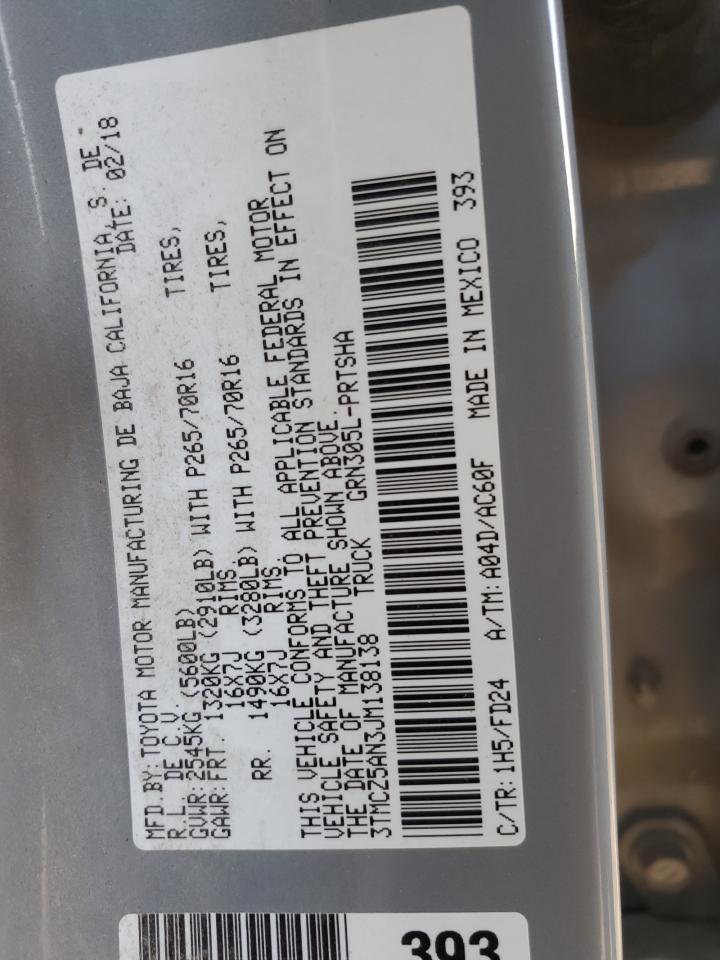 MFD.BY: TOYOTA MOTOR MANUFACTURING DE BAJA CALIFORNIA, S. DE
R.L. DE C.V. DATE: 02/18
GVWR: 2545KG (5600LB)
GAWR: FRT 1320KG (2910LB) WITH P265/70R16 TIRES,
16X7J RIMS.
RR. 1490KG (3280LB) WITH P265/70R16 TIRES,
16X7J RIMS.
THIS VEHICLE CONFORMS TO ALL APPLICABLE FEDERAL MOTOR
VEHICLE SAFETY AND THEFT PREVENTION STANDARDS IN EFFECT ON
THE DATE OF MANUFACTURE SHOWN ABOVE.
3TMCZ5AN3JM138138 TRUCK GRN305L-PRTSHA
C/TR: 1H5/FD24 A/TM: A04D/AC60F MADE IN MEXICO 393
393